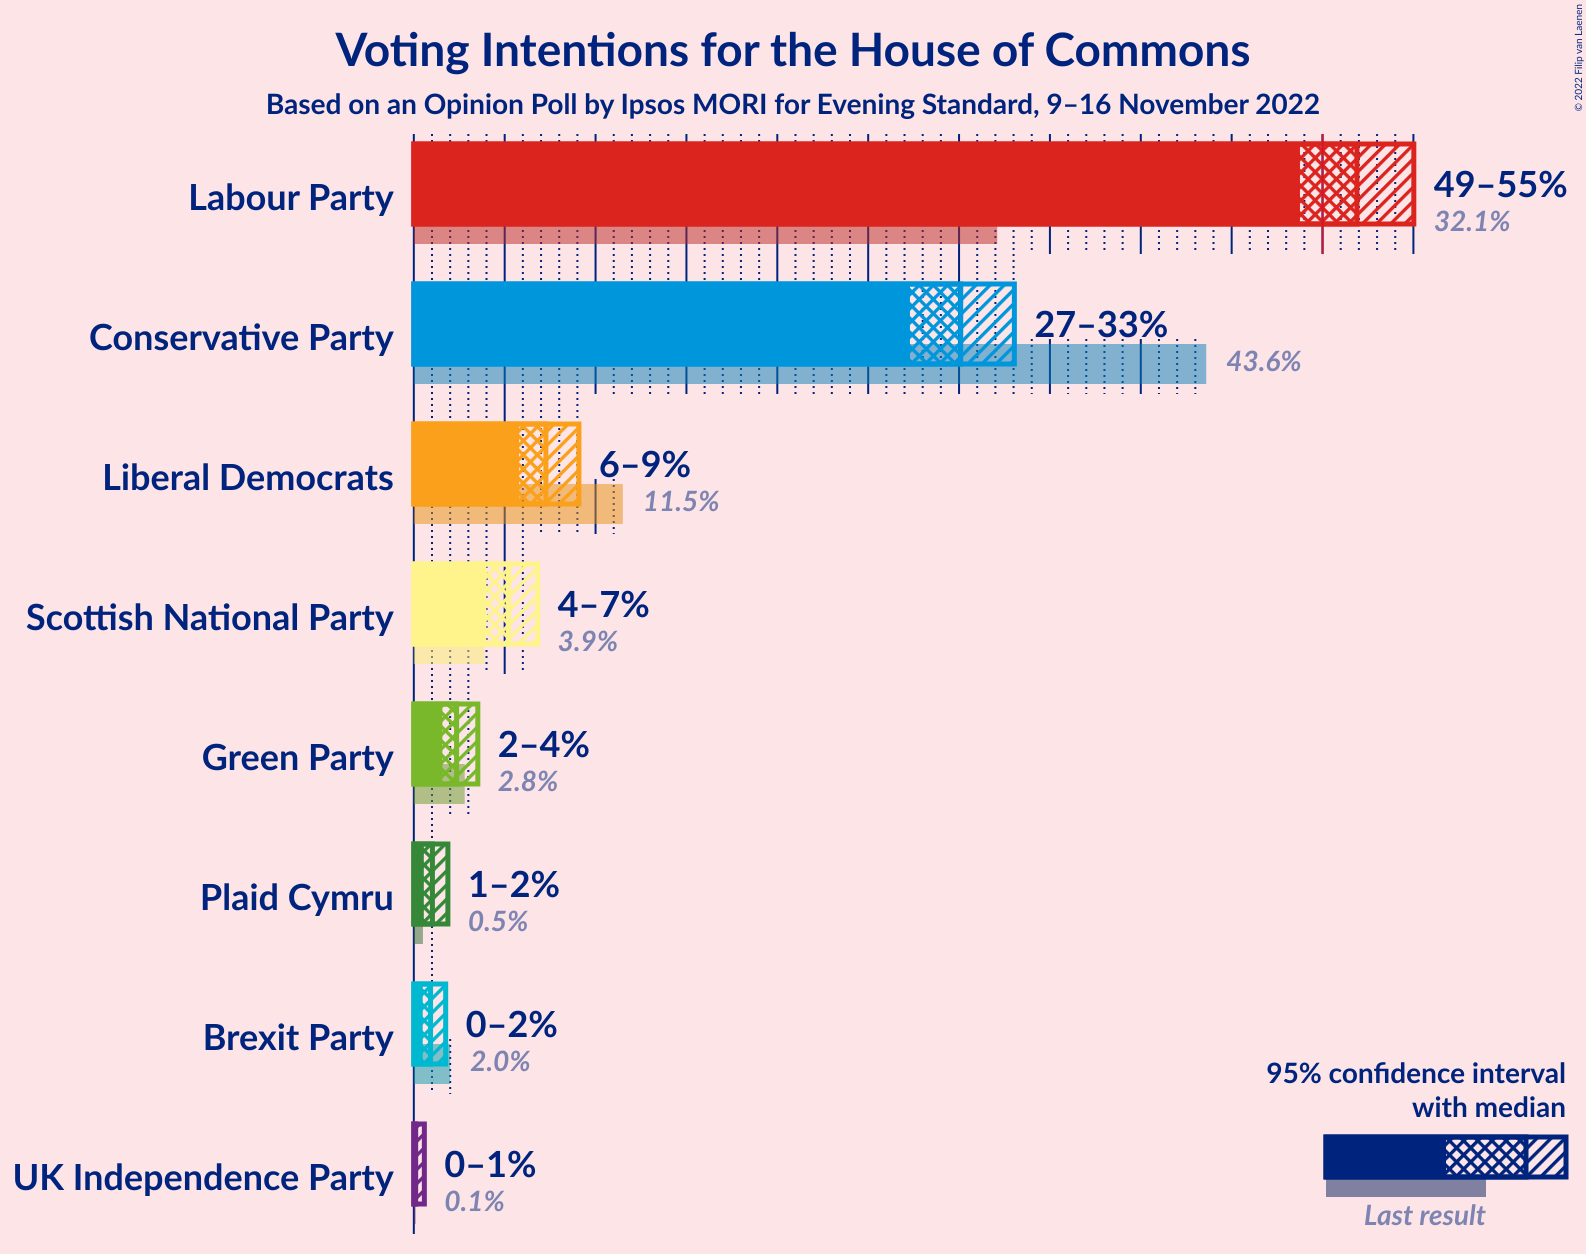 Voting Intentions for the House of Commons
Based on an Opinion Poll by Ipsos MORI for Evening Standard, 9–16 November 2022
© 2022 Filip van Laenen
Labour Party
49–55%
32.1%
Conservative Party
27–33%
43.6%
Liberal Democrats
6–9%
11.5%
Scottish National Party
4–7%
3.9%
Green Party
2–4%
2.8%
Plaid Cymru
1–2%
0.5%
Brexit Party
0–2%
2.0%
UK Independence Party
0–1%
0.1%
95% confidence interval
with median
Last result